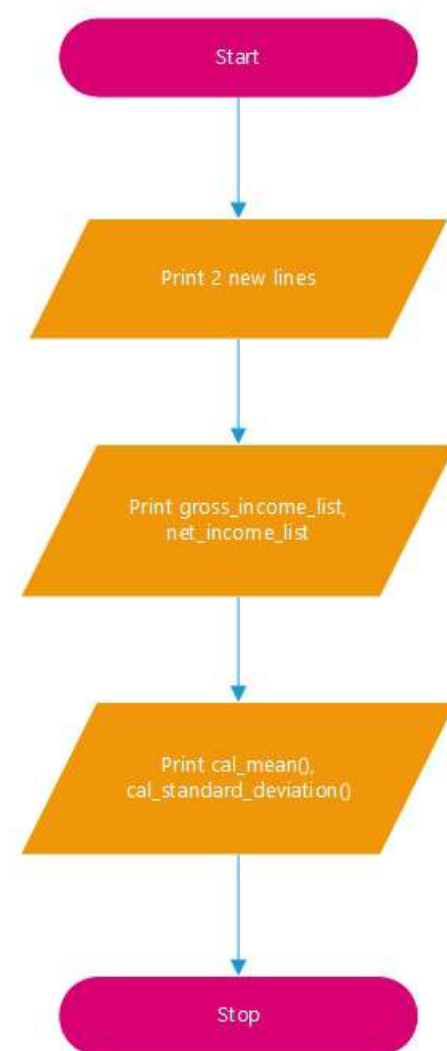 Start
Print 2 new lines
Print gross_income_list,
net_income_list
Print cal_mean(),
cal_standard_deviation()
Stop